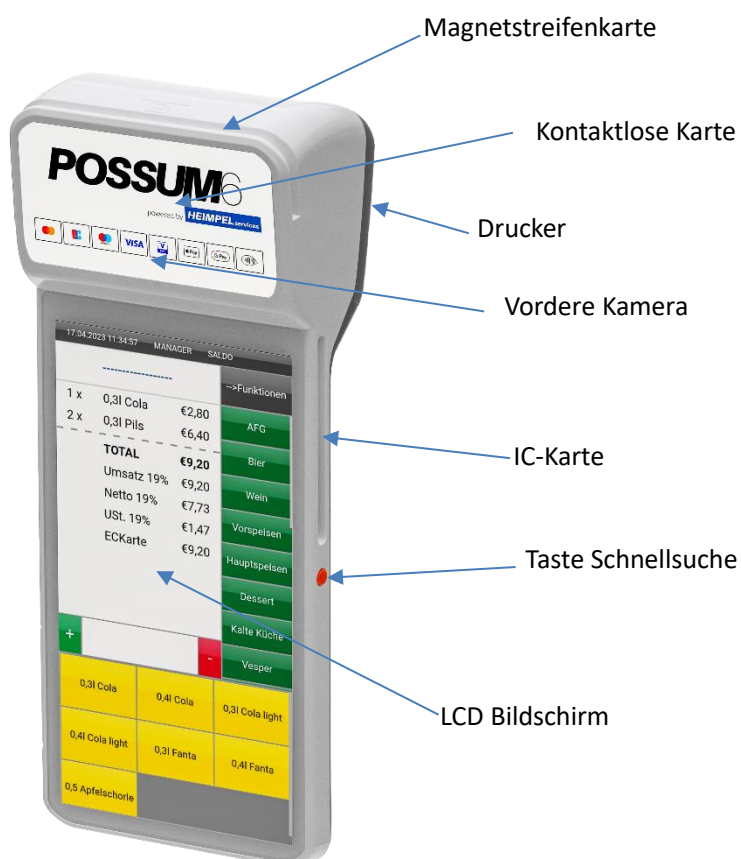 Magnetstreifenkarte
Kontaktlose Karte
POSSUM6
powered by HEIMPEL services
VISA
V
Pay
G Pay
Drucker
Vordere Kamera
17.04.2023 11:34:57 MANAGER SALDO
-->Funktionen
1 x 0,3l Cola €2,80
2 x 0,3l Pils €6,40
TOTAL €9,20
Umsatz 19% €9,20
Netto 19% €7,73
USt. 19% €1,47
ECKarte €9,20
AFG
Bier
Wein
Vorspeisen
Hauptspeisen
Dessert
Kalte Küche
Vesper
IC-Karte
Taste Schnellsuche
LCD Bildschirm
+ -
0,3l Cola 0,4l Cola 0,3l Cola light
0,4l Cola light 0,3l Fanta 0,4l Fanta
0,5 Apfelschorle